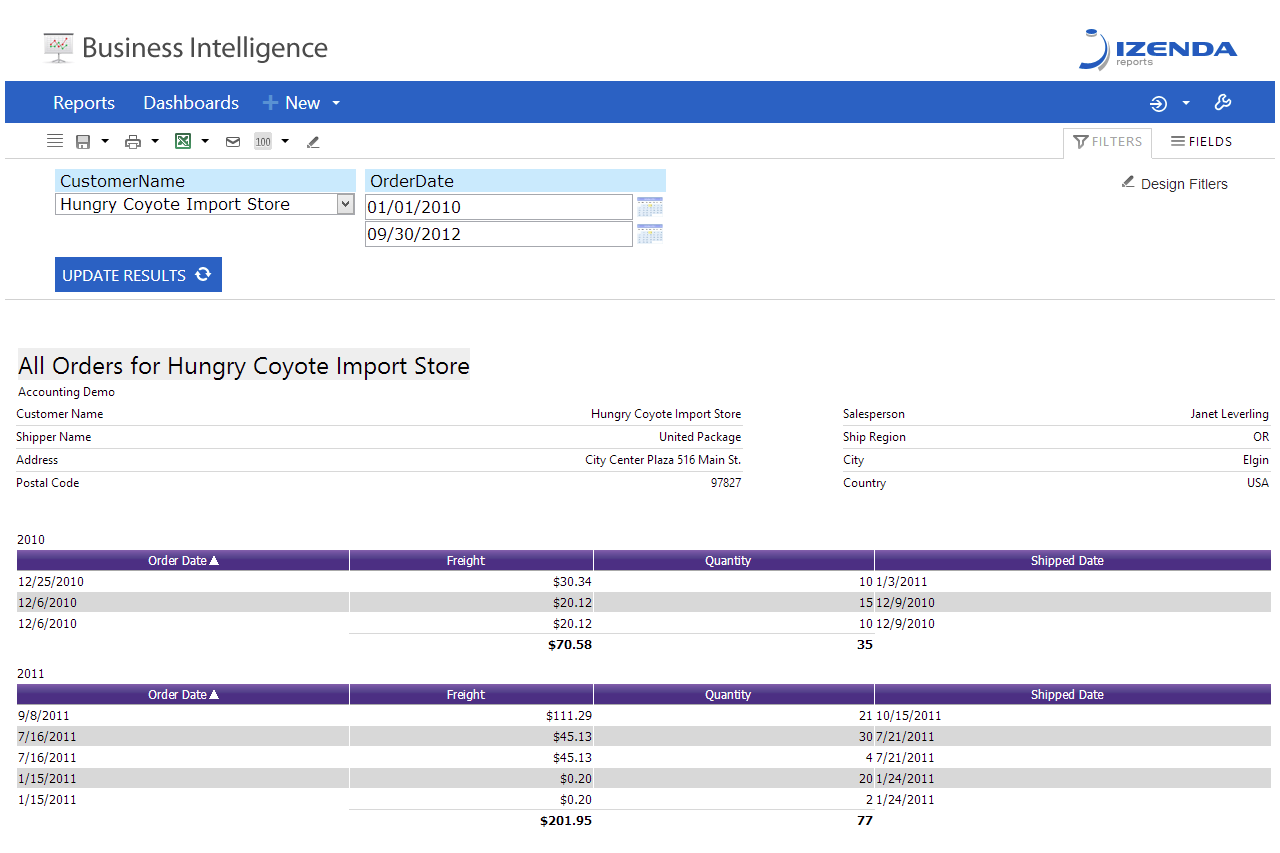 Business Intelligence
IZENDA
reports
Reports Dashboards New
100
FILTERS FIELDS
CustomerName OrderDate
Design Fitlers
Hungry Coyote Import Store
01/01/2010
09/30/2012
UPDATE RESULTS
All Orders for Hungry Coyote Import Store
Accounting Demo
Customer Name Hungry Coyote Import Store Salesperson Janet Leverling
Shipper Name United Package Ship Region OR
Address City Center Plaza 516 Main St. City Elgin
Postal Code 97827 Country USA
2010
Order Date Freight Quantity Shipped Date
12/25/2010 $30.34 10 1/3/2011
12/6/2010 $20.12 15 12/9/2010
12/6/2010 $20.12 10 12/9/2010
$70.58 35
2011
Order Date Freight Quantity Shipped Date
9/8/2011 $111.29 21 10/15/2011
7/16/2011 $45.13 30 7/21/2011
7/16/2011 $45.13 4 7/21/2011
1/15/2011 $0.20 20 1/24/2011
1/15/2011 $0.20 2 1/24/2011
$201.95 77